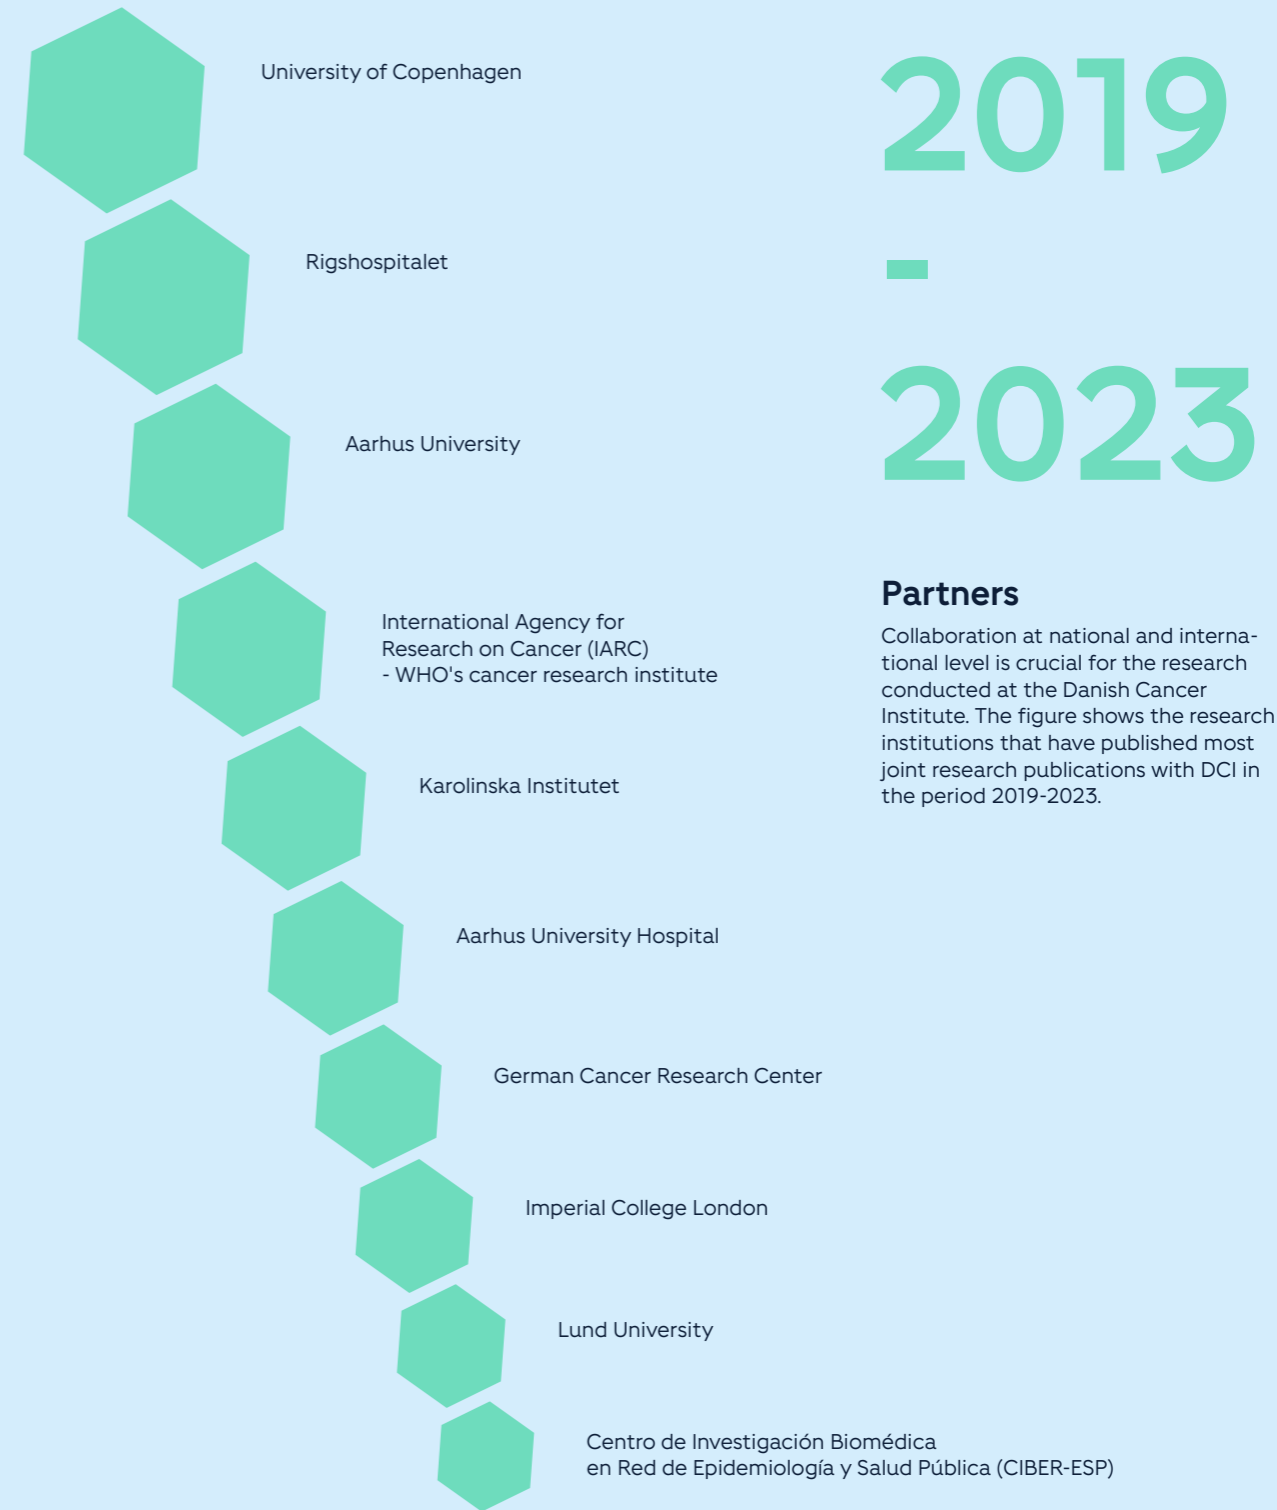 University of Copenhagen
Rigshospitalet
Aarhus University
International Agency for
Research on Cancer (IARC)
- WHO's cancer research institute
Karolinska Institutet
Aarhus University Hospital
German Cancer Research Center
Imperial College London
Lund University
Centro de Investigación Biomédica
en Red de Epidemiología y Salud Pública (CIBER-ESP)
2019
-
2023
Partners
Collaboration at national and interna-
tional level is crucial for the research
conducted at the Danish Cancer
Institute. The figure shows the research
institutions that have published most
joint research publications with DCI in
the period 2019-2023.